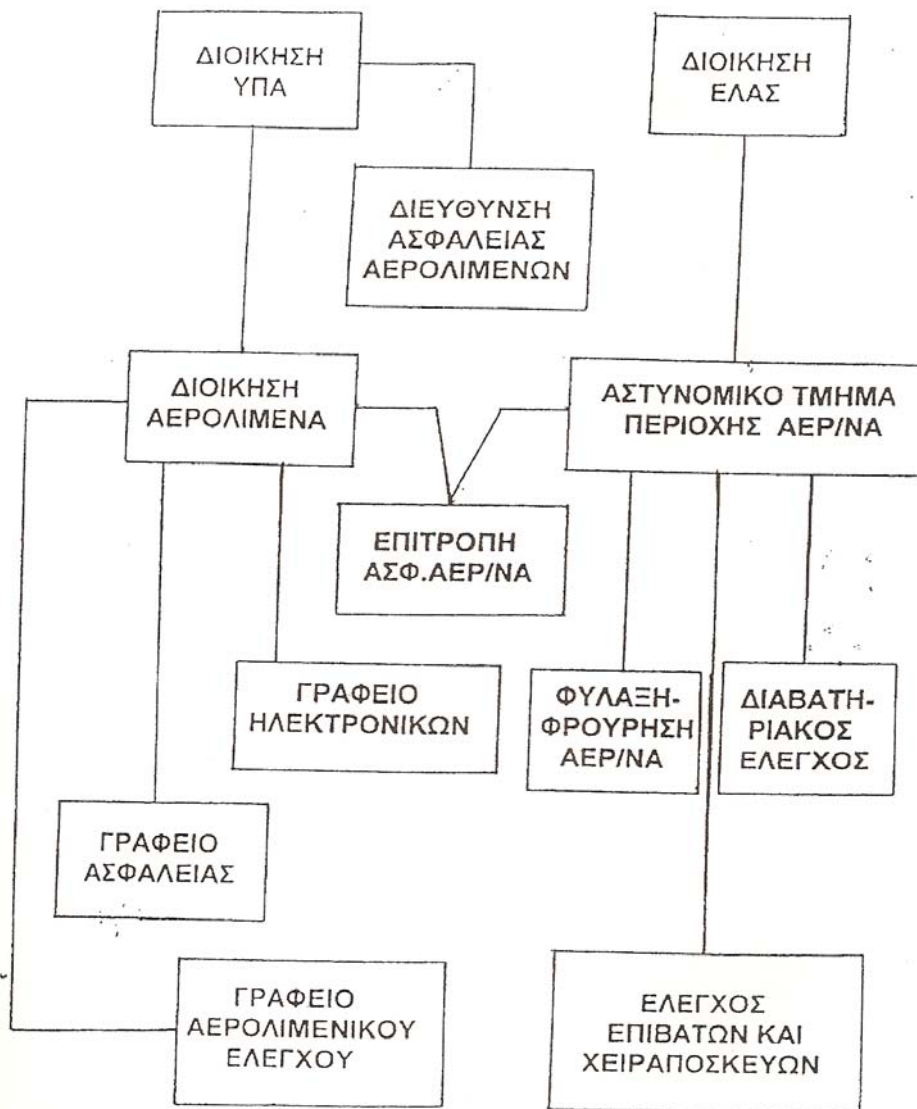 ΔΙΟΙΚΗΣΗ
ΥΠΑ
ΔΙΟΙΚΗΣΗ
ΕΛΑΣ
ΔΙΕΥΘΥΝΣΗ
ΑΣΦΑΛΕΙΑΣ
ΑΕΡΟΛΙΜΕΝΩΝ
ΔΙΟΙΚΗΣΗ
ΑΕΡΟΛΙΜΕΝΑ
ΑΣΤΥΝΟΜΙΚΟ ΤΜΗΜΑ
ΠΕΡΙΟΧΗΣ ΑΕΡ/ΝΑ
ΕΠΙΤΡΟΠΗ
ΑΣΦ.ΑΕΡ/ΝΑ
ΓΡΑΦΕΙΟ
ΗΛΕΚΤΡΟΝΙΚΩΝ
ΦΥΛΑΞΗ-
ΦΡΟΥΡΗΣΗ
ΑΕΡ/ΝΑ
ΔΙΑΒΑΤΗ-
ΡΙΑΚΟΣ
ΕΛΕΓΧΟΣ
ΓΡΑΦΕΙΟ
ΑΣΦΑΛΕΙΑΣ
ΓΡΑΦΕΙΟ
ΑΕΡΟΛΙΜΕΝΙΚΟΥ
ΕΛΕΓΧΟΥ
ΕΛΕΓΧΟΣ
ΕΠΙΒΑΤΩΝ ΚΑΙ
ΧΕΙΡΑΠΟΣΚΕΥΩΝ